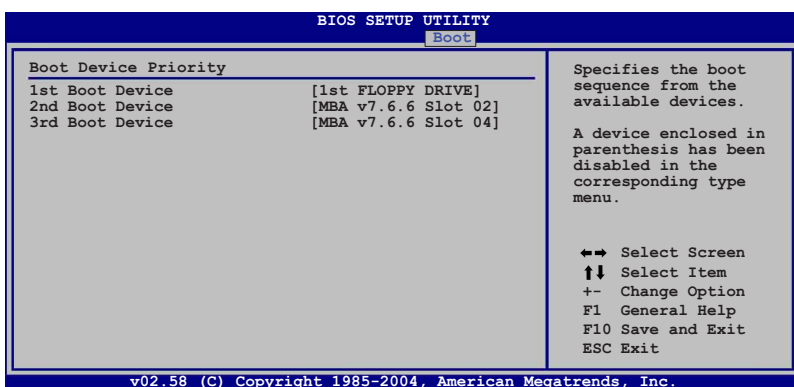 BIOS SETUP UTILITY
Boot
Boot Device Priority
1st Boot Device [1st FLOPPY DRIVE]
2nd Boot Device [MBA v7.6.6 Slot 02]
3rd Boot Device [MBA v7.6.6 Slot 04]
Specifies the boot
sequence from the
available devices.
A device enclosed in
parenthesis has been
disabled in the
corresponding type
menu.
←→ Select Screen
↑↓ Select Item
+- Change Option
F1 General Help
F10 Save and Exit
ESC Exit
v02.58 (C) Copyright 1985-2004, American Megatrends, Inc.